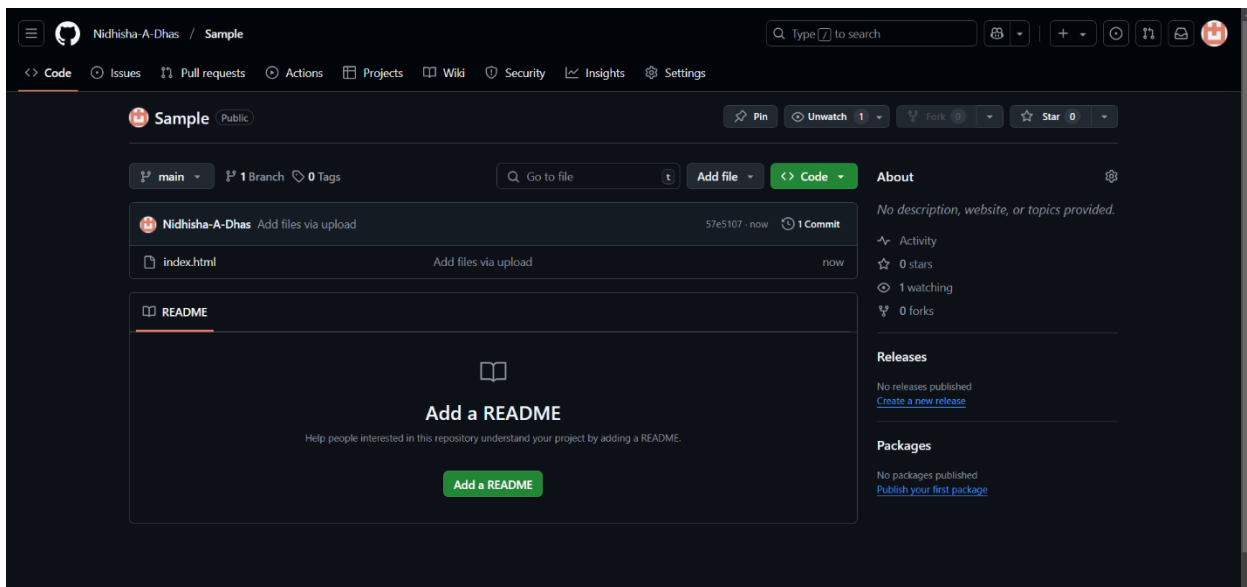 Nidhisha-A-Dhas / Sample
Type / to search
Code Issues Pull requests Actions Projects Wiki Security Insights Settings
Sample Public
Pin Unwatch 1 Fork 0 Star 0
main 1 Branch 0 Tags Go to file t Add file Code
Nidhisha-A-Dhas Add files via upload 57e5107 · now 1 Commit
index.html Add files via upload now
README
Add a README
Help people interested in this repository understand your project by adding a README.
Add a README
About
No description, website, or topics provided.
Activity
0 stars
1 watching
0 forks
Releases
No releases published
Create a new release
Packages
No packages published
Publish your first package